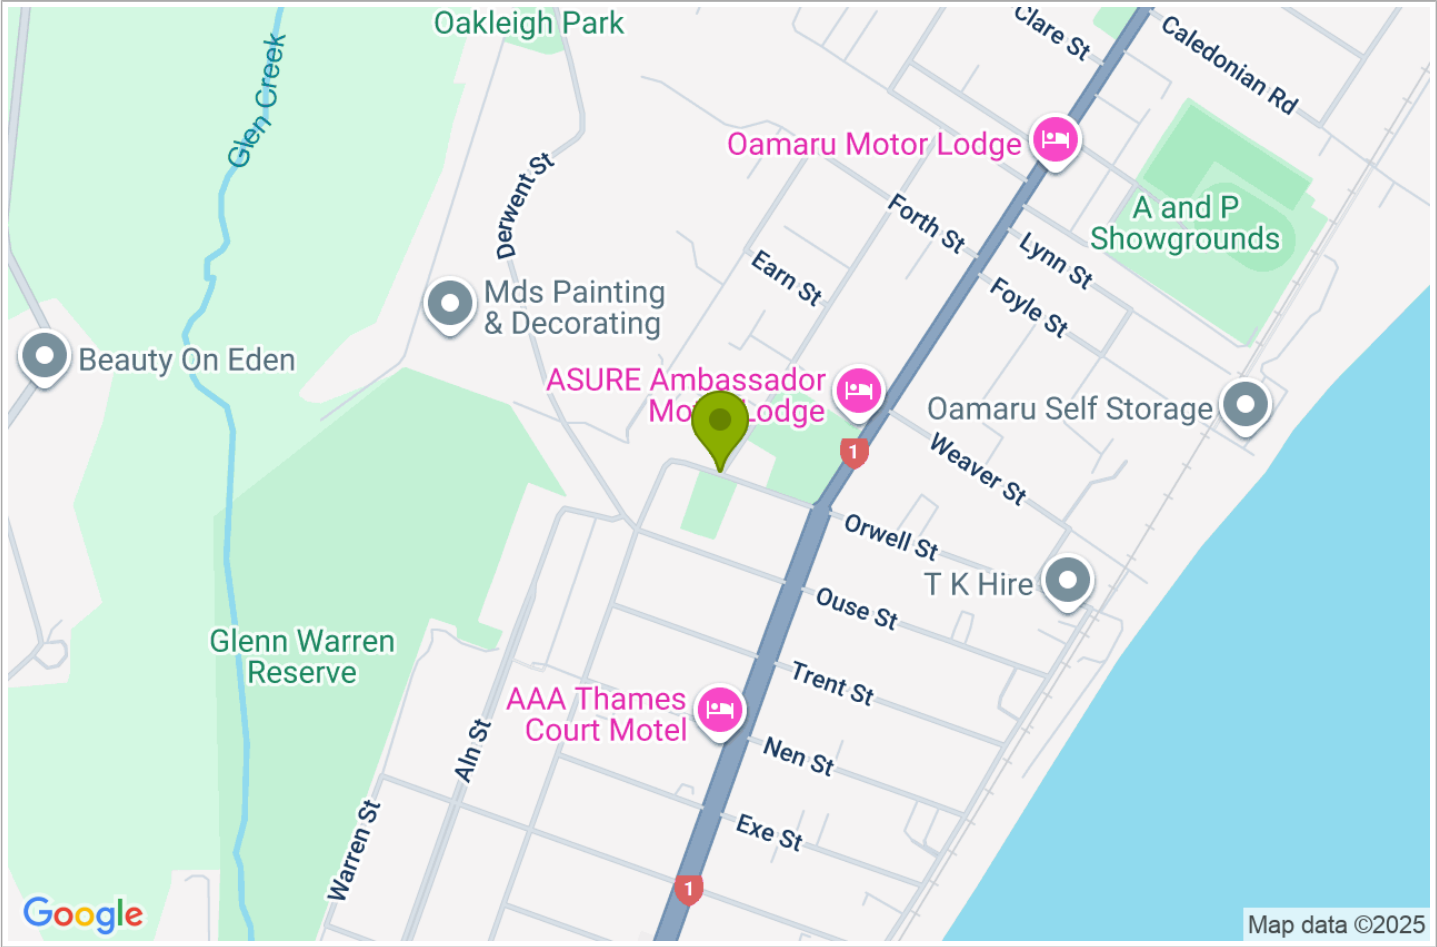 Oakleigh Park
Clare St
Caledonian Rd
Glen Creek
Oamaru Motor Lodge
Derwent St
Forth St
A and P
Showgrounds
Lynn St
Earn St
Foyle St
Mds Painting
& Decorating
Beauty On Eden
ASURE Ambassador
Lodge
Oamaru Self Storage
1
Weaver St
Orwell St
T K Hire
Ouse St
Glenn Warren
Reserve
Trent St
AAA Thames
Court Motel
Aln St
Nen St
Warren St
Exe St
1
Google
Map data ©2025